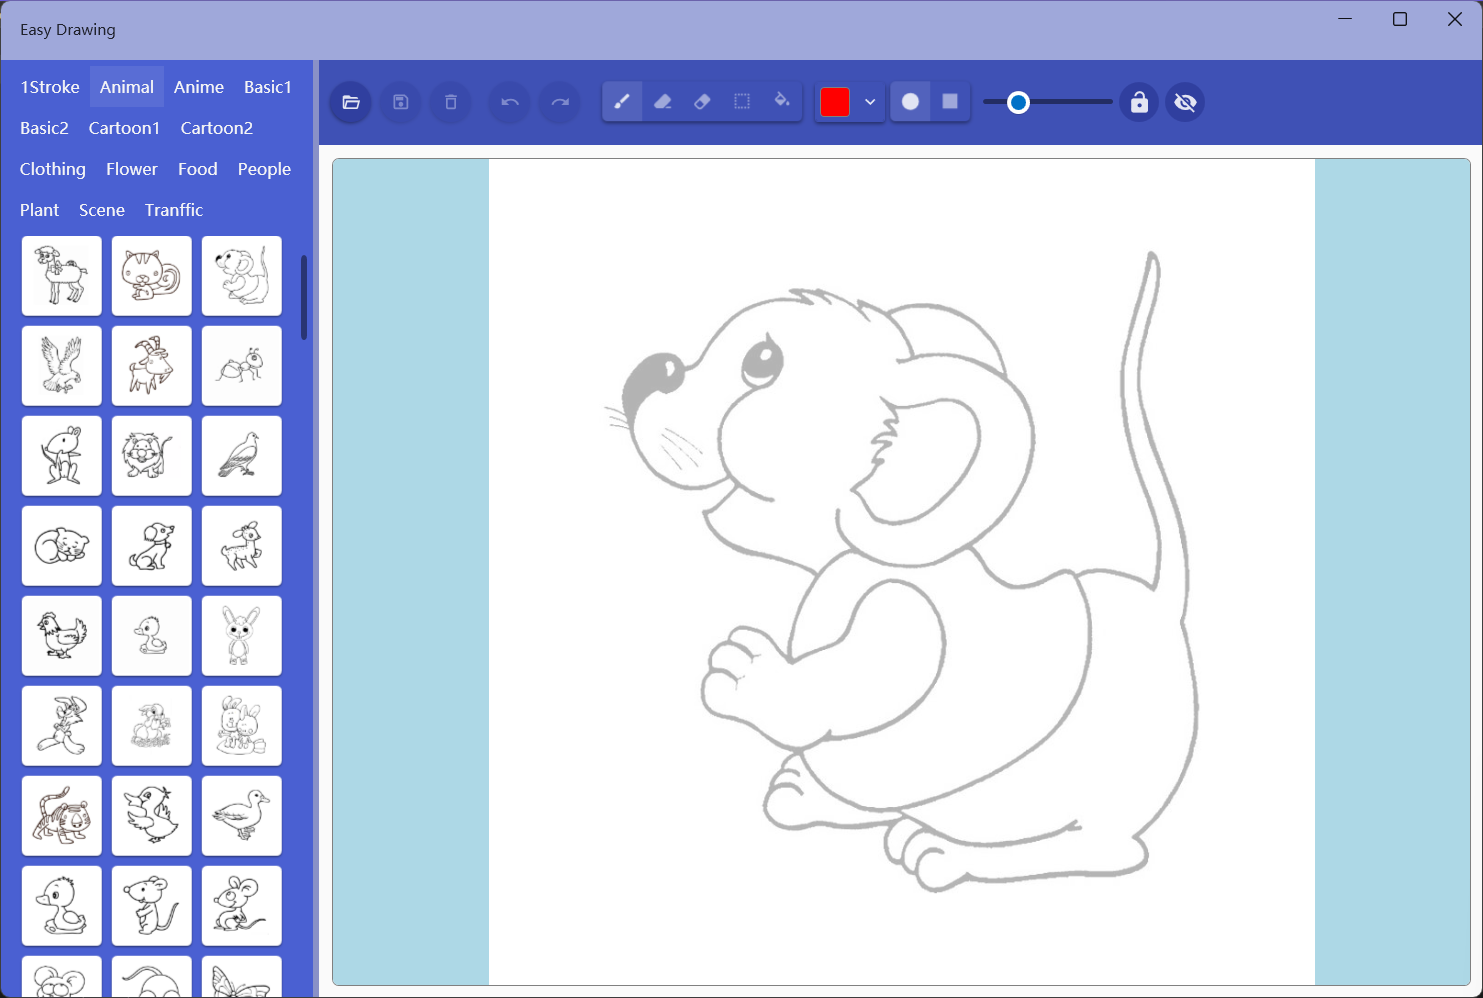 Easy Drawing
1Stroke Animal Anime Basic1
Basic2 Cartoon1 Cartoon2
Clothing Flower Food People
Plant Scene Tranffic